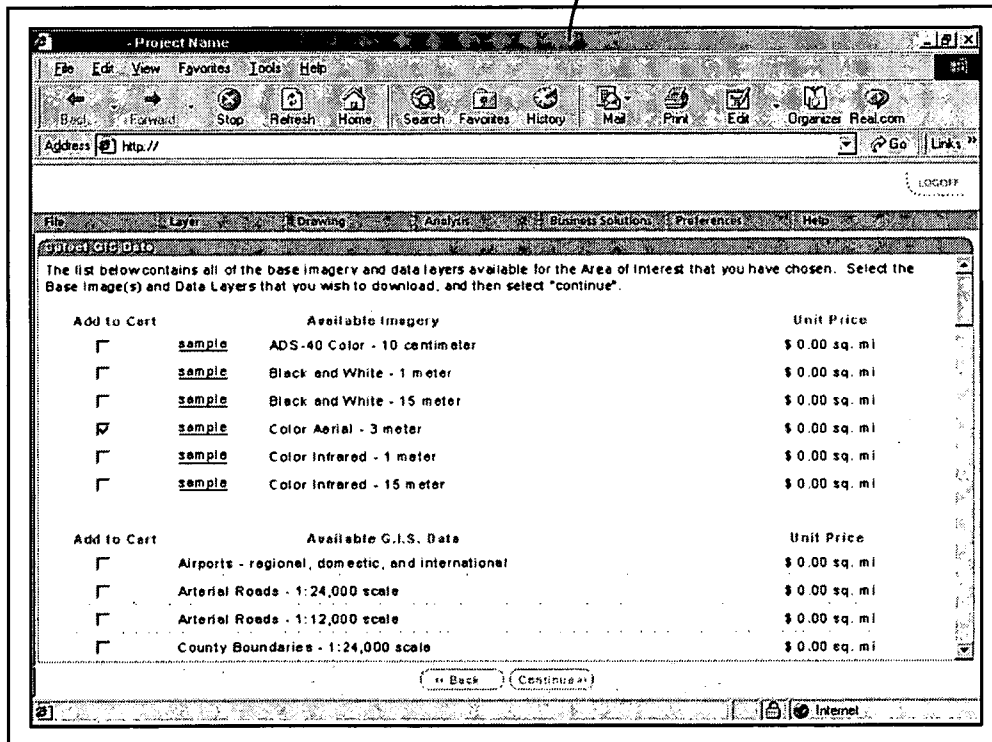 - Project Name
File Edit View Favorites Tools Help
Back Forward Stop Refresh Home Search Favorites History Mail Print Edit Organizer Real.com
Address http:// Go Links »
LOGOFF
File Layer Drawing Analysis Business Solutions Preferences Help
Select GIS Data
The list below contains all of the base imagery and data layers available for the Area of Interest that you have chosen. Select the
Base Image(s) and Data Layers that you wish to download, and then select "continue".
Add to Cart Available Imagery Unit Price
sample ADS-40 Color - 10 centimeter $ 0.00 sq. mi
sample Black and White - 1 meter $ 0.00 sq. mi
sample Black and White - 15 meter $ 0.00 sq. mi
sample Color Aerial - 3 meter $ 0.00 sq. mi
sample Color Infrared - 1 meter $ 0.00 sq. mi
sample Color Infrared - 15 meter $ 0.00 sq. mi
Add to Cart Available G.I.S. Data Unit Price
Airports - regional, domestic, and international $ 0.00 sq. mi
Arterial Roads - 1:24,000 scale $ 0.00 sq. mi
Arterial Roads - 1:12,000 scale $ 0.00 sq. mi
County Boundaries - 1:24,000 scale $ 0.00 sq. mi
‹‹ Back Continue ››
Internet